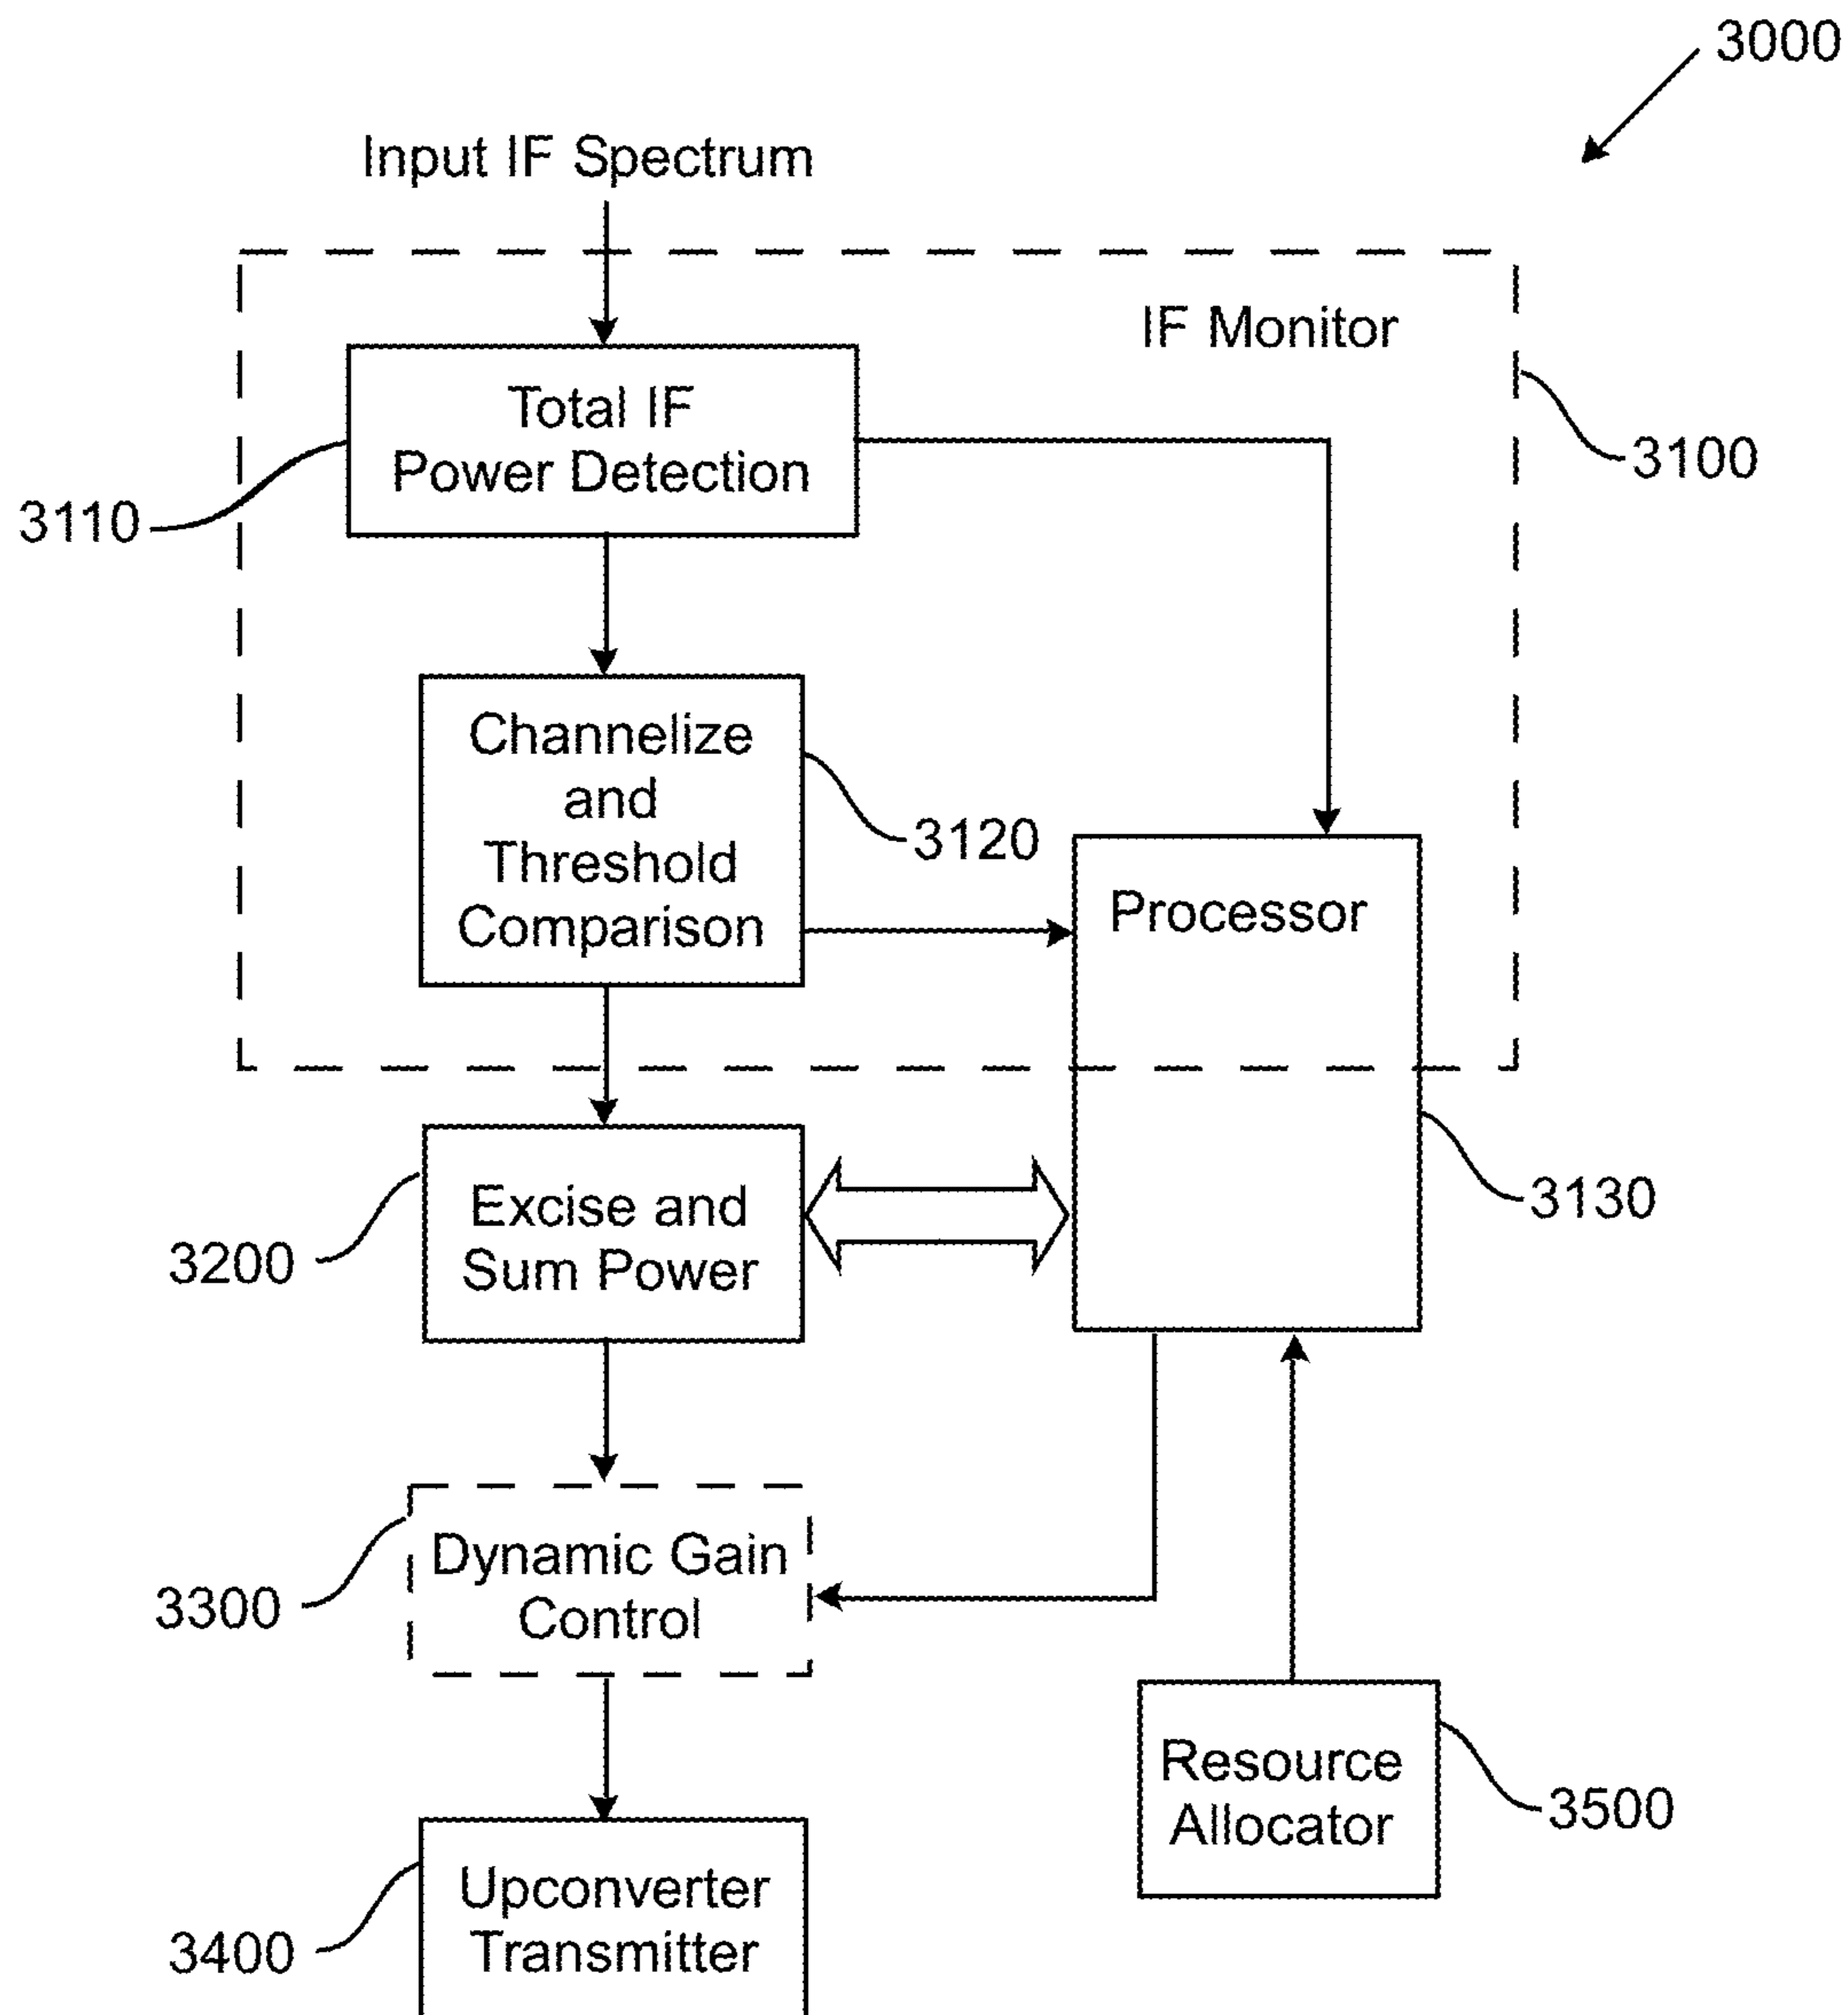 3000
Input IF Spectrum
IF Monitor
Total IF
Power Detection
3100
3110
Channelize
and
Threshold
Comparison
3120
Processor
3130
Excise and
Sum Power
3200
Dynamic Gain
Control
3300
Resource
Allocator
3500
Upconverter
Transmitter
3400